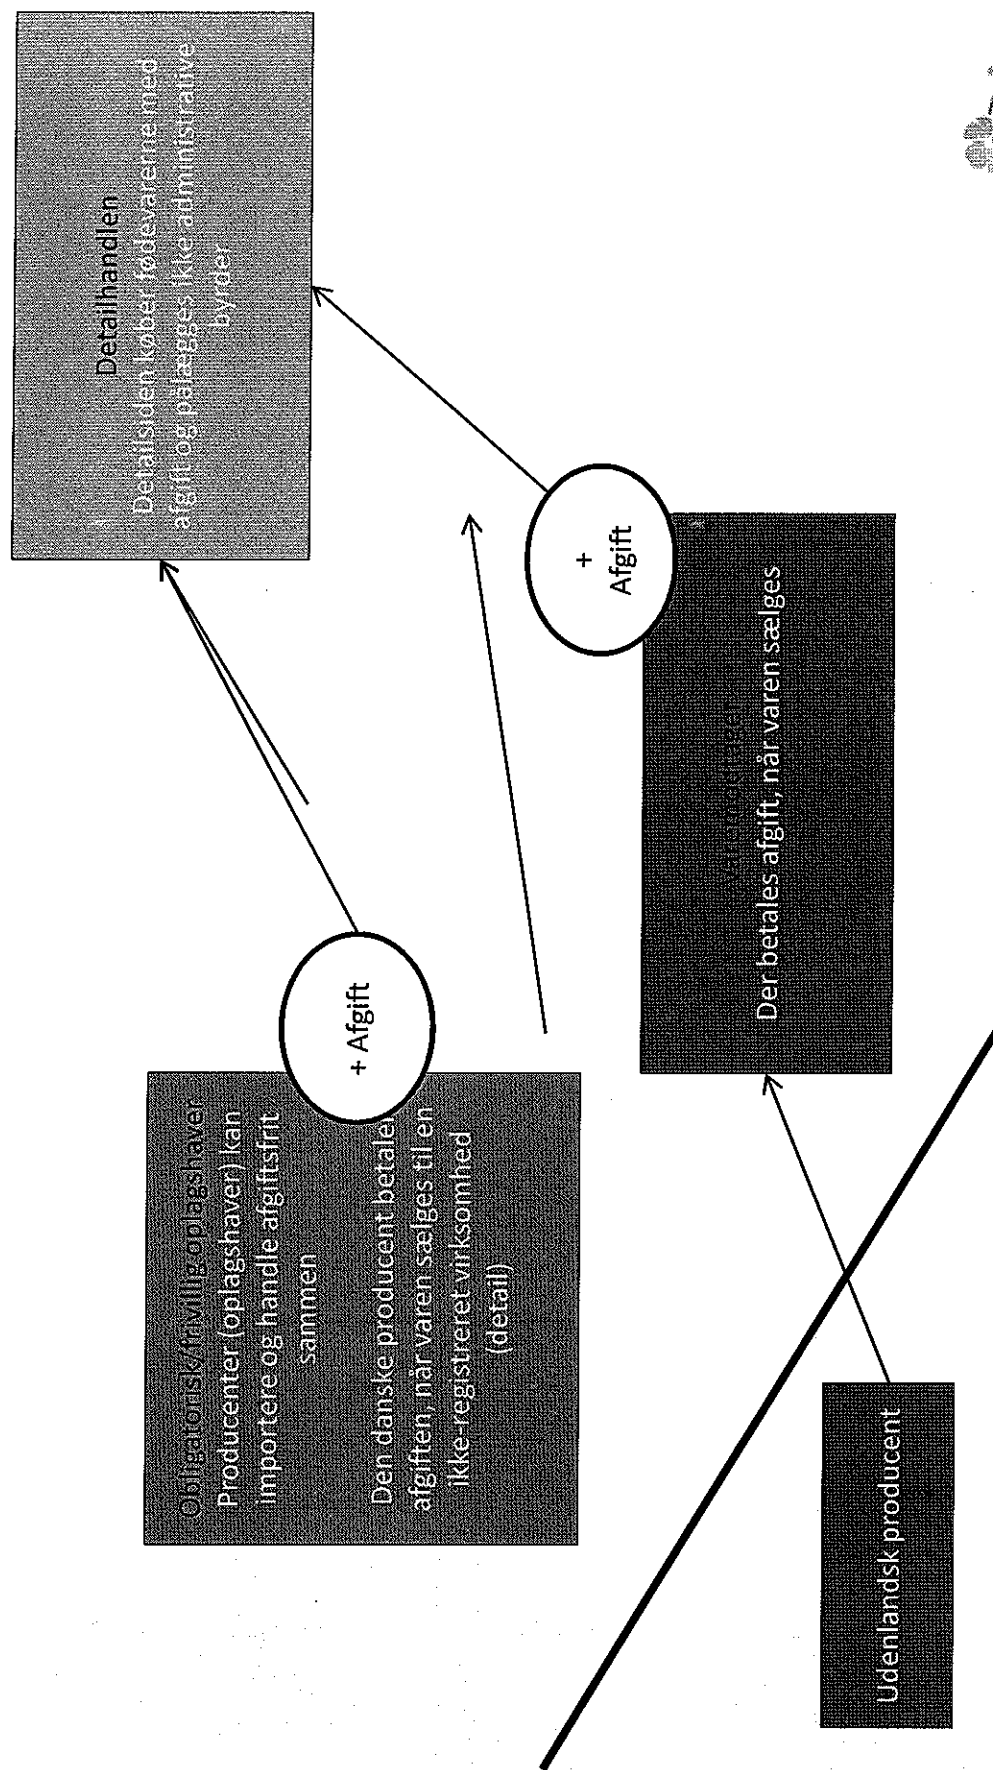 Detailhandlen
Detailsiden køber fødevarerne med
afgift og pålægges ikke administrative
byrder
Obligatorisk/frivillig oplagshaver
Producenter (oplagshaver) kan
importere og handle afgiftsfrit
sammen
Den danske producent betaler
afgiften, når varen sælges til en
ikke-registreret virksomhed
(detail)
+ Afgift
+
Afgift
Varemodtager
Der betales afgift, når varen sælges
Udenlandsk producent